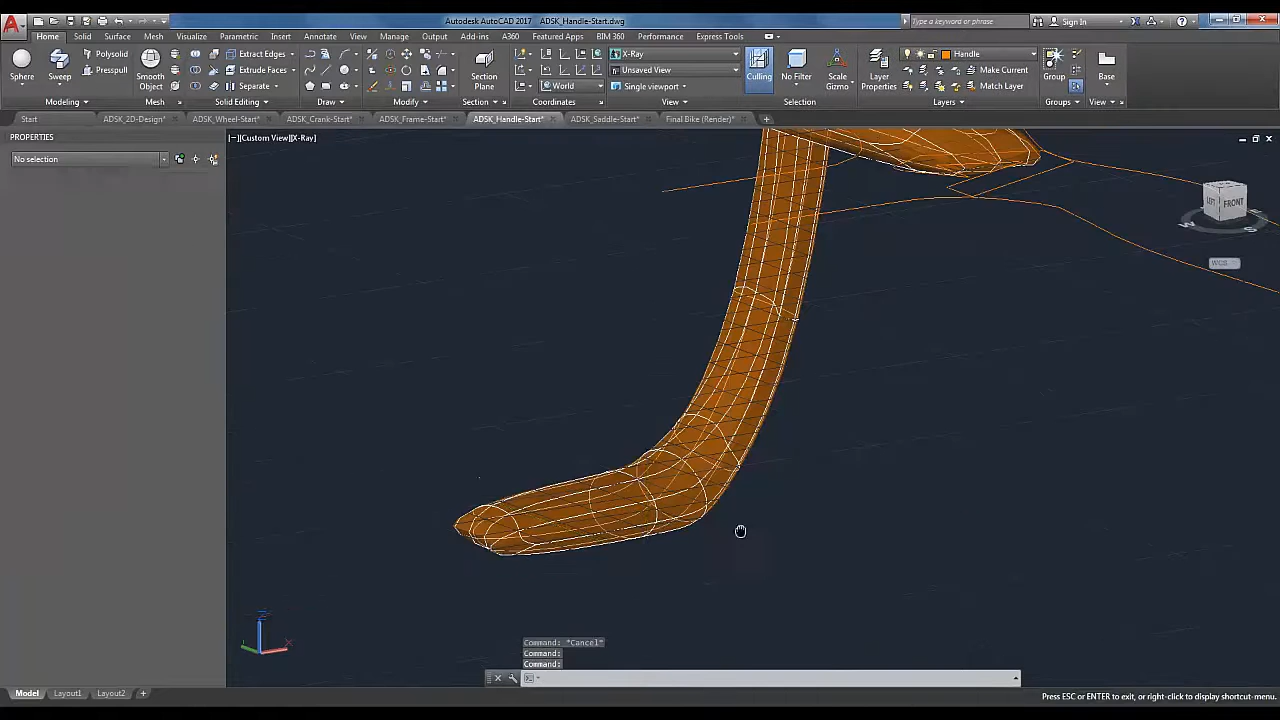 Autodesk AutoCAD 2017   ADSK_Handle-Start.dwg
Type a keyword or phrase
Sign In
Home Solid Surface Mesh Visualize Parametric Insert Annotate View Manage Output Add-ins A360 Featured Apps BIM 360 Performance Express Tools
Polysolid
Presspull
Extract Edges
Extrude Faces
Separate
X-Ray
Unsaved View
World
Single viewport
Handle
Make Current
Match Layer
Sphere Sweep
Smooth Object
Section Plane
Culling No Filter
Scale Gizmo
Layer Properties
Group Base
Modeling Mesh Solid Editing Draw Modify Section Coordinates View Selection Layers Groups View
Start ADSK_2D-Design* ADSK_Wheel-Start* ADSK_Crank-Start* ADSK_Frame-Start* ADSK_Handle-Start* ADSK_Saddle-Start* Final Bike (Recent)*
PROPERTIES
[−][Custom View][X-Ray]
No selection
LEFT FRONT
W S
WCS
Command: *Cancel*
Command:
Command:
Model Layout1 Layout2 +
Press ESC or ENTER to exit, or right-click to display shortcut-menu.